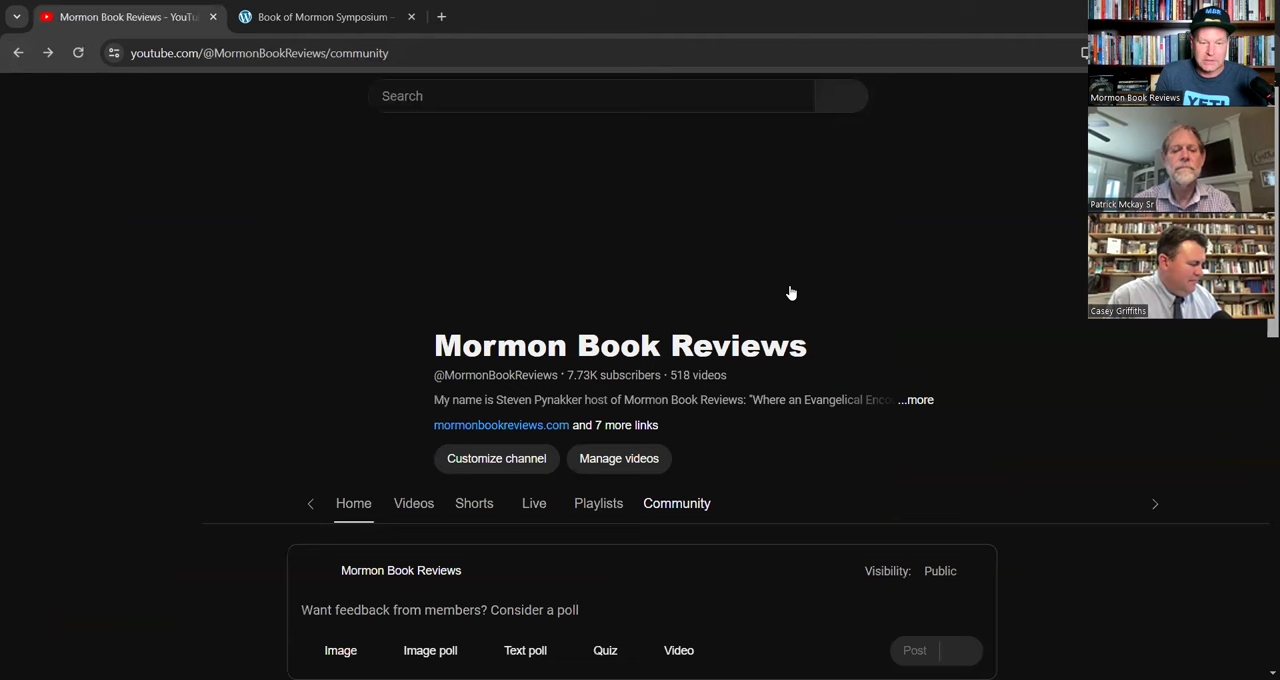 Mormon Book Reviews - YouTu
Book of Mormon Symposium –
youtube.com/@MormonBookReviews/community
Search
MBR
YETI
Mormon Book Reviews
Patrick Mckay Sr
Casey Griffiths
Mormon Book Reviews
@MormonBookReviews · 7.73K subscribers · 518 videos
My name is Steven Pynakker host of Mormon Book Reviews: "Where an Evangelical Enco ...more
mormonbookreviews.com and 7 more links
Customize channel Manage videos
Home Videos Shorts Live Playlists Community
Mormon Book Reviews Visibility: Public
Want feedback from members? Consider a poll
Image Image poll Text poll Quiz Video Post